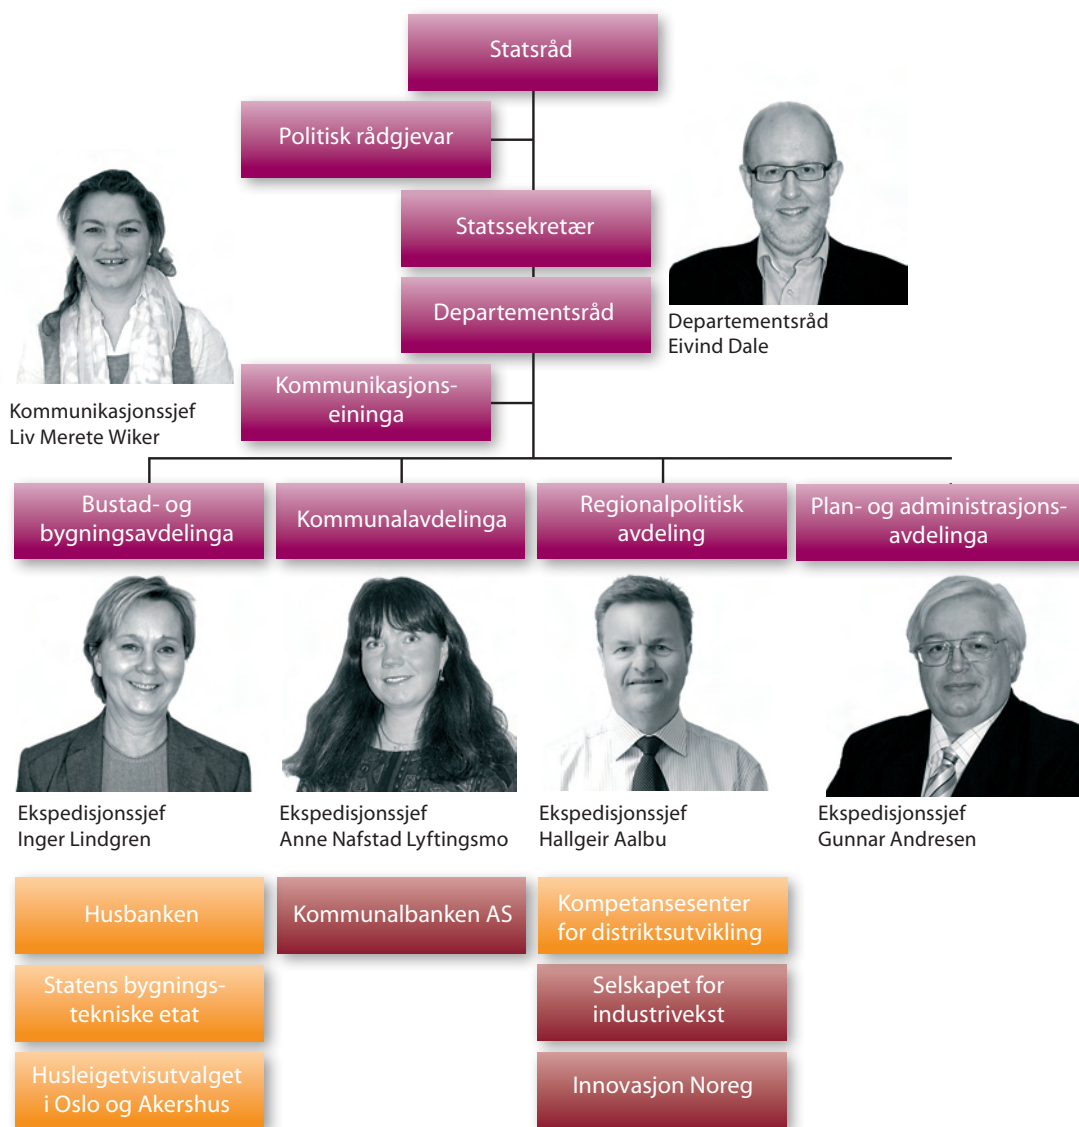 Statsråd
Politisk rådgjevar
Statssekretær
Departementsråd
Departementsråd
Eivind Dale
Kommunikasjons-
eininga
Kommunikasjonssjef
Liv Merete Wiker
Bustad- og
bygningsavdelinga
Kommunalavdelinga
Regionalpolitisk
avdeling
Plan- og administrasjons-
avdelinga
Ekspedisjonssjef
Inger Lindgren
Ekspedisjonssjef
Anne Nafstad Lyftingsmo
Ekspedisjonssjef
Hallgeir Aalbu
Ekspedisjonssjef
Gunnar Andresen
Husbanken
Kommunalbanken AS
Kompetansesenter
for distriktsutvikling
Statens bygnings-
tekniske etat
Selskapet for
industrivekst
Husleigetvisutvalget
i Oslo og Akershus
Innovasjon Noreg